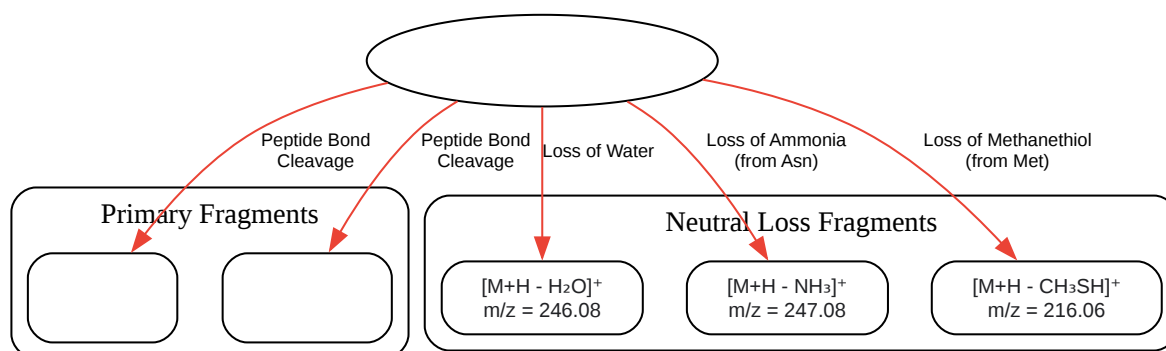 Peptide Bond
Cleavage
Peptide Bond
Cleavage
Loss of Water
Loss of Ammonia
(from Asn)
Loss of Methanethiol
(from Met)
Primary Fragments
Neutral Loss Fragments
[M+H - H₂O]⁺
m/z = 246.08
[M+H - NH₃]⁺
m/z = 247.08
[M+H - CH₃SH]⁺
m/z = 216.06